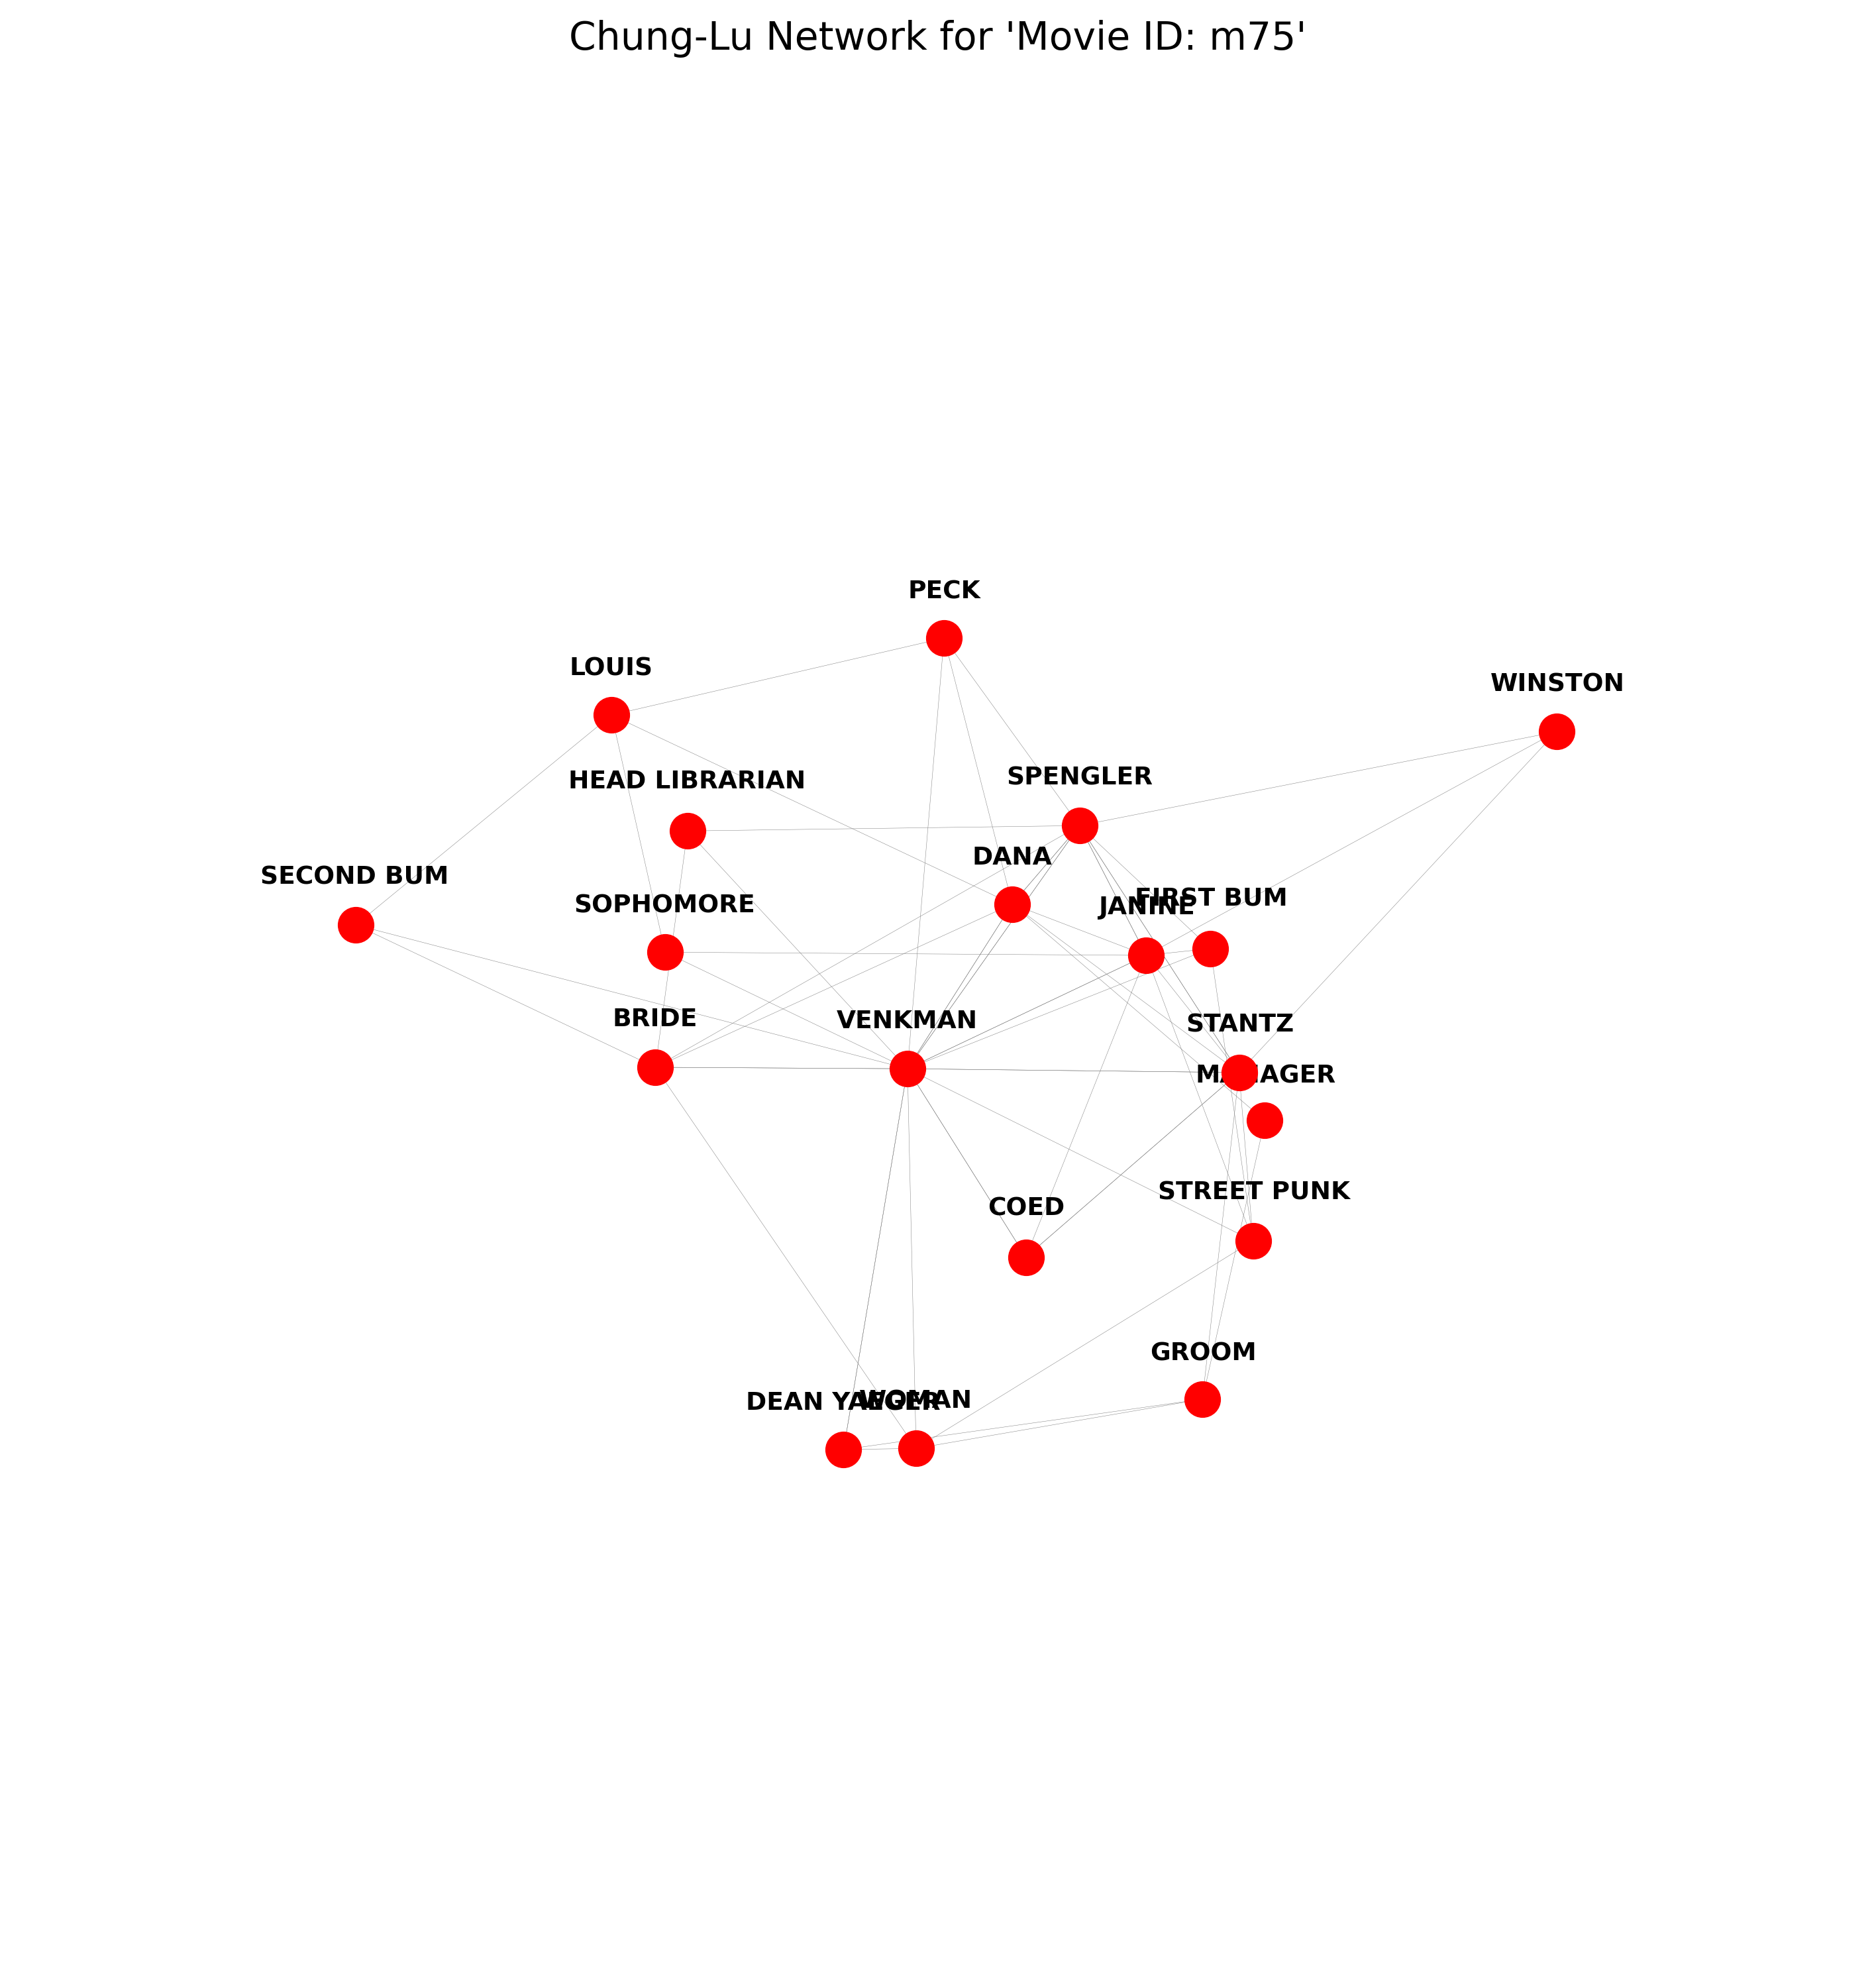 Chung-Lu Network for 'Movie ID: m75'
PECK
LOUIS
WINSTON
SPENGLER
HEAD LIBRARIAN
DANA
SECOND BUM
FIRST BUM
SOPHOMORE
JANINE
BRIDE
VENKMAN
STANTZ
MANAGER
STREET PUNK
COED
GROOM
DEAN YAEGER
WOMAN